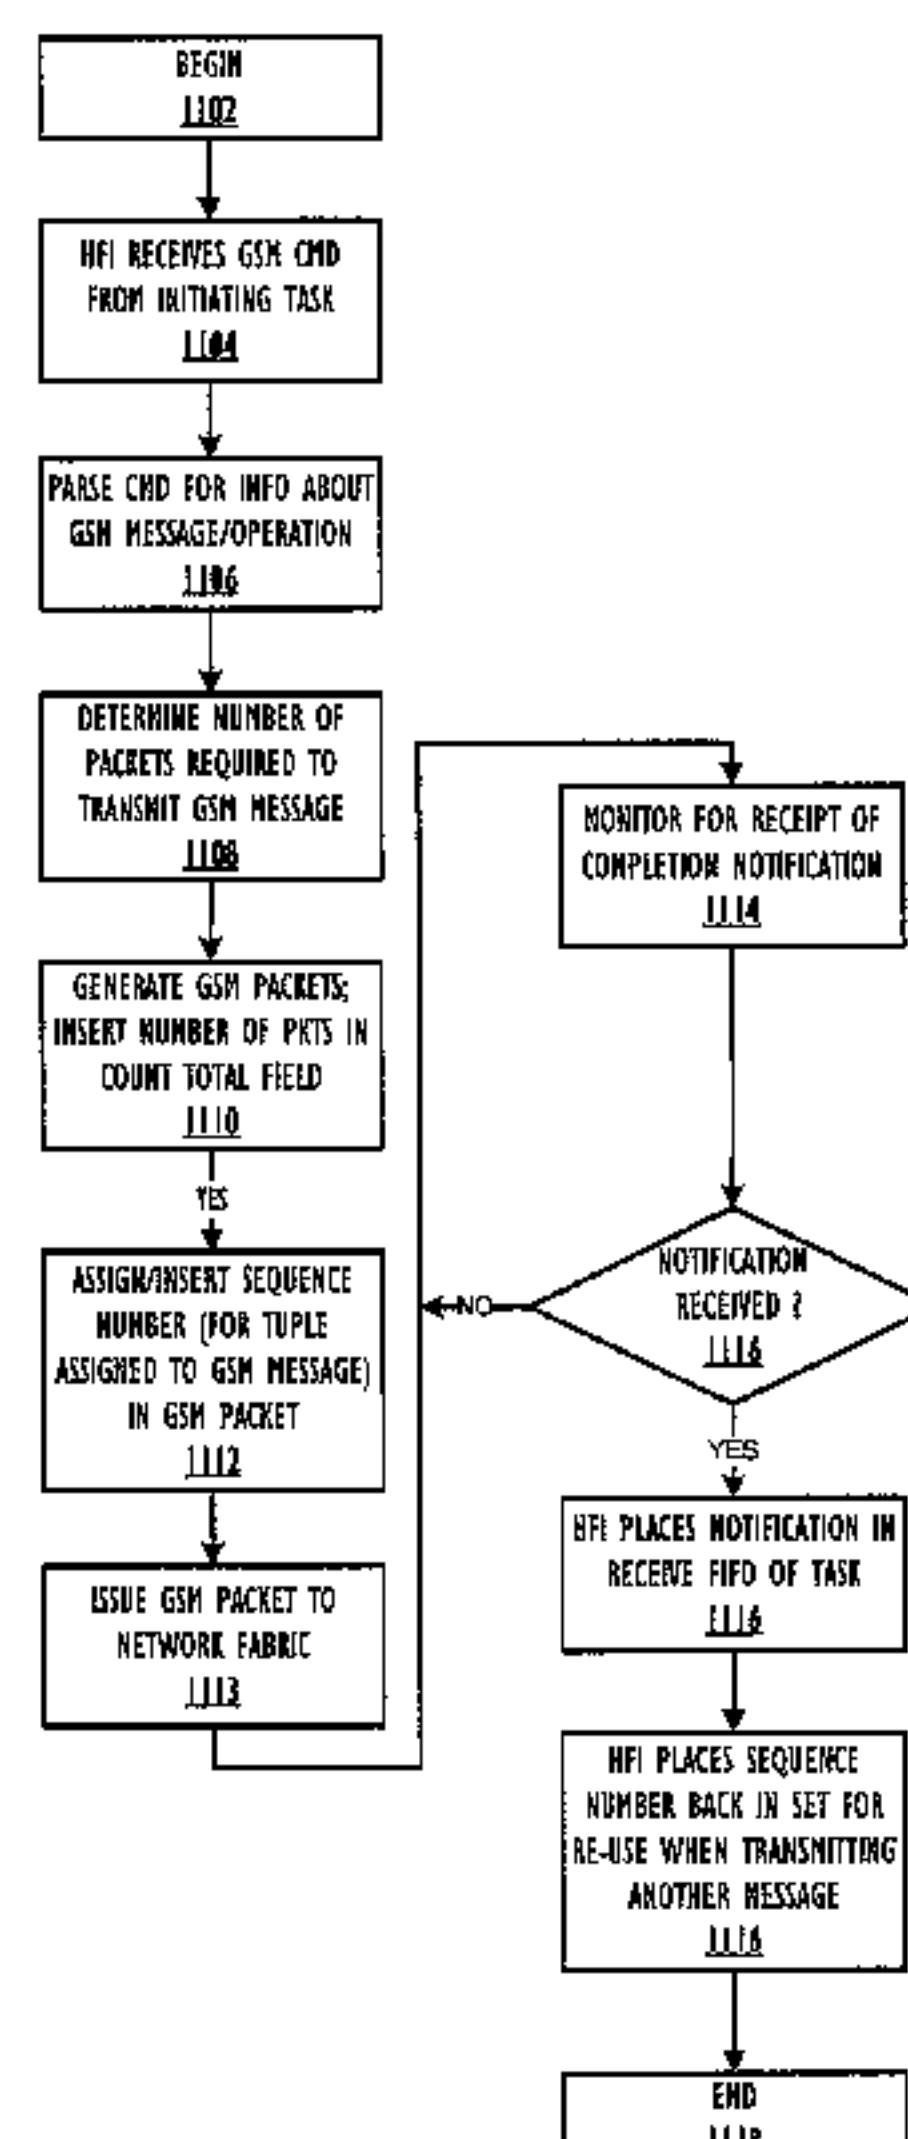 BEGIN
1102
HFI RECEIVES GSM CMD
FROM INITIATING TASK
1104
PARSE CMD FOR INFO ABOUT
GSM MESSAGE/OPERATION
1106
DETERMINE NUMBER OF
PACKETS REQUIRED TO
TRANSMIT GSM MESSAGE
1108
GENERATE GSM PACKETS;
INSERT NUMBER OF PKTS IN
COUNT TOTAL FIELD
1110
YES
ASSIGN/INSERT SEQUENCE
NUMBER (FOR TUPLE
ASSIGNED TO GSM MESSAGE)
IN GSM PACKET
1112
ISSUE GSM PACKET TO
NETWORK FABRIC
1113
MONITOR FOR RECEIPT OF
COMPLETION NOTIFICATION
1114
NOTIFICATION
RECEIVED ?
1116
NO
YES
HFI PLACES NOTIFICATION IN
RECEIVE FIFO OF TASK
1116
HFI PLACES SEQUENCE
NUMBER BACK IN SET FOR
RE-USE WHEN TRANSMITTING
ANOTHER MESSAGE
1116
END